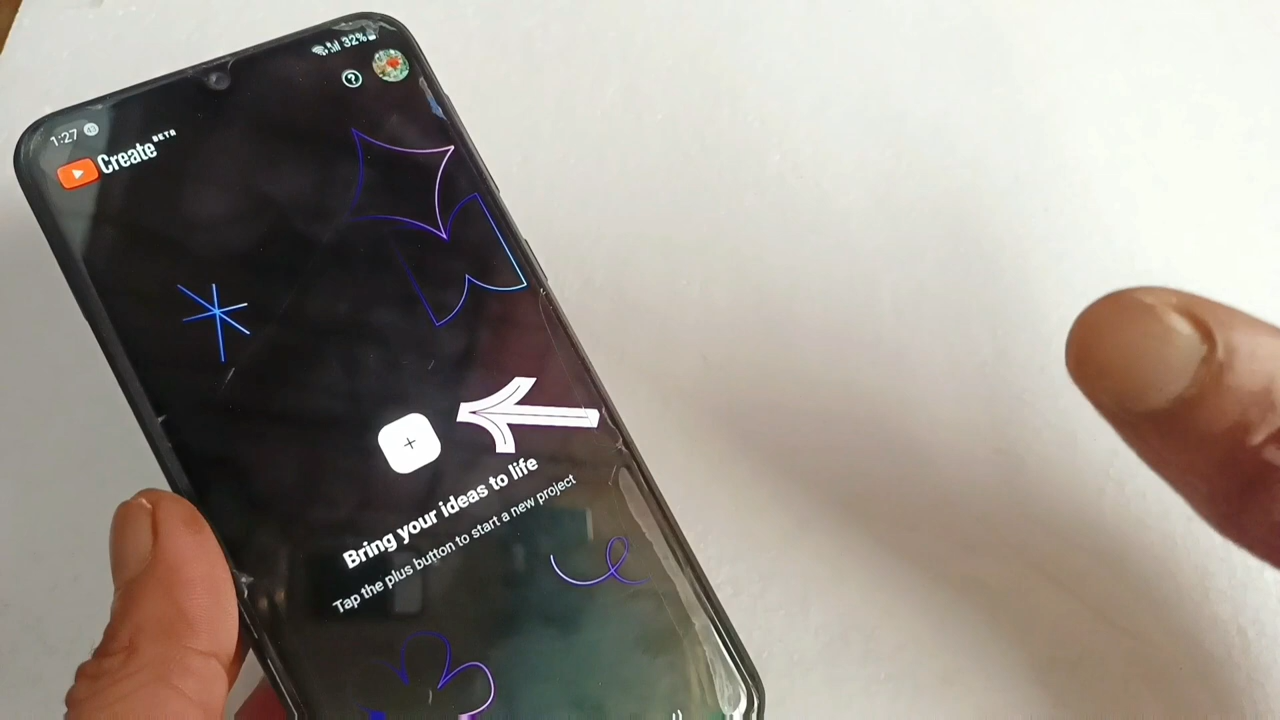 32%
1:27
Create BETA
Bring your ideas to life
Tap the plus button to start a new project